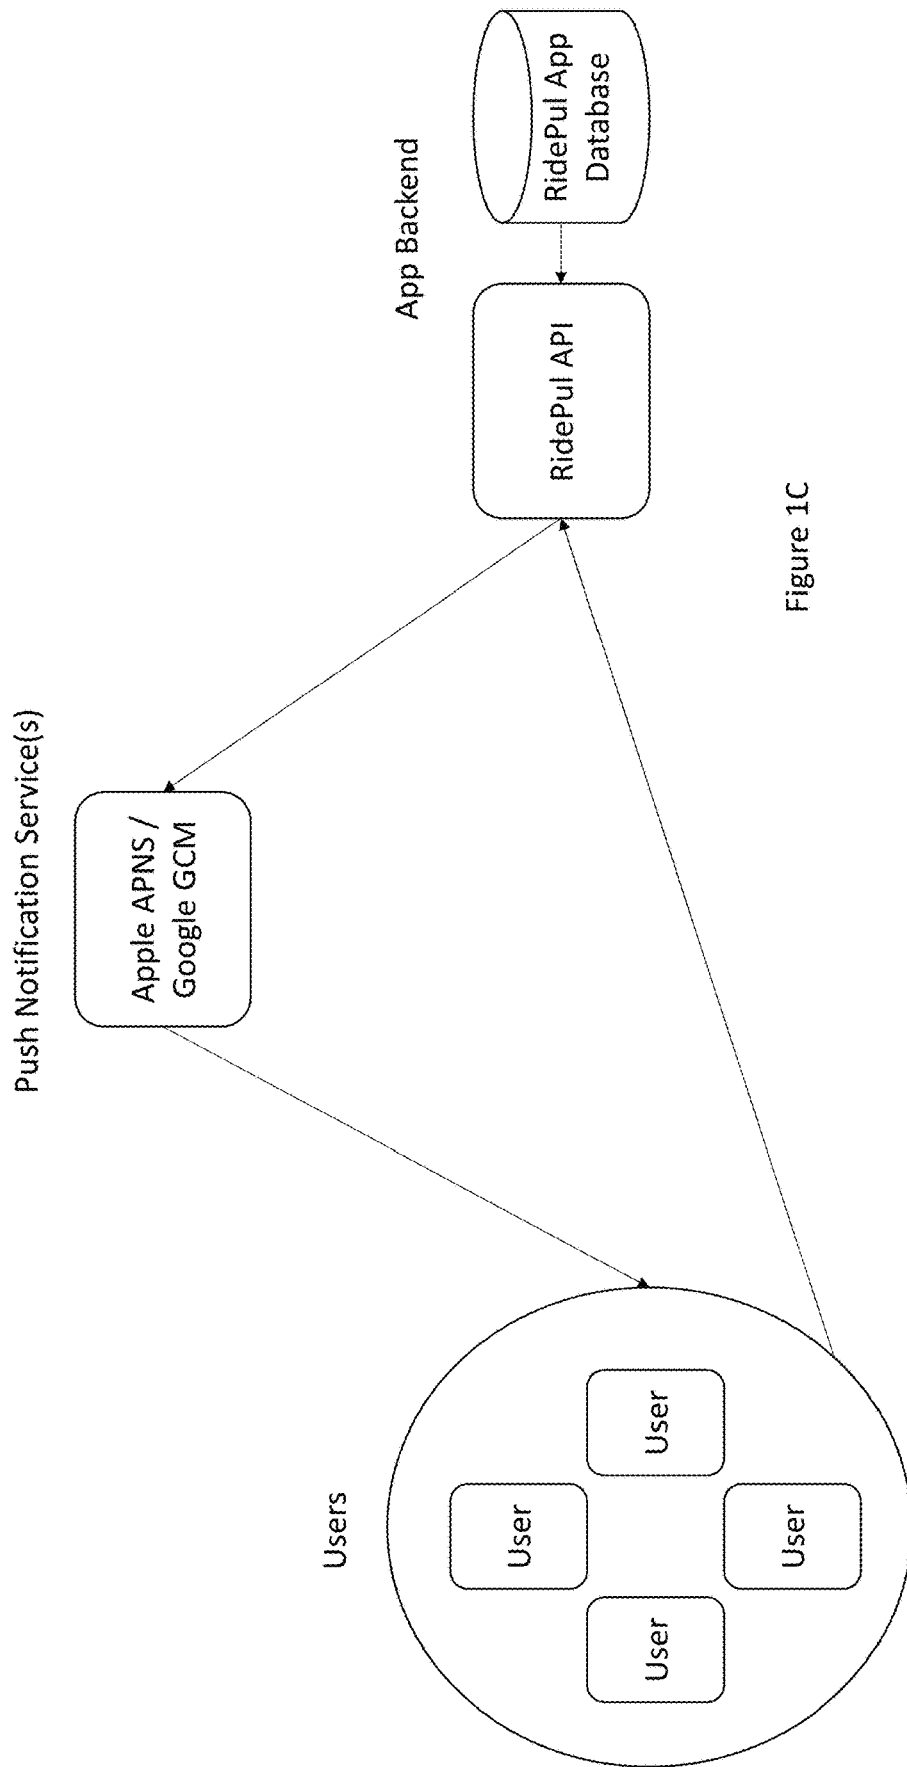 Push Notification Service(s)
Apple APNS /
Google GCM
Users
User
User
User
User
App Backend
RidePul API
RidePul App
Database
Figure 1C